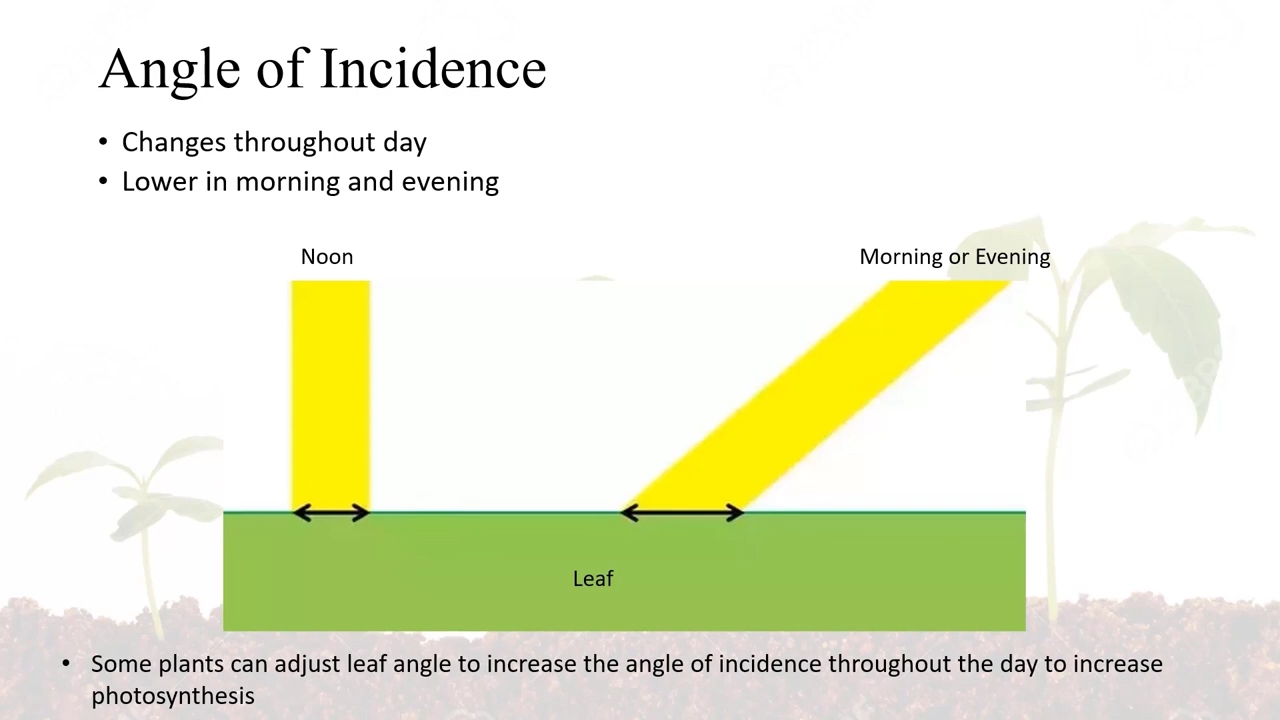 Angle of Incidence
• Changes throughout day
• Lower in morning and evening
Noon
Morning or Evening
Leaf
• Some plants can adjust leaf angle to increase the angle of incidence throughout the day to increase
photosynthesis